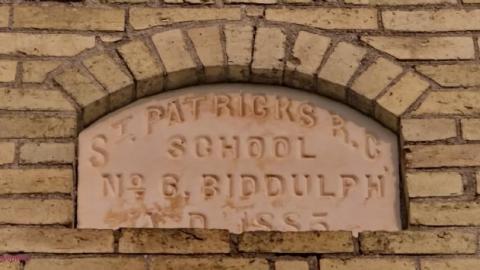 ST. PATRICKS R.C.
SCHOOL
No 6. BIDDULPH
A.D. 1885